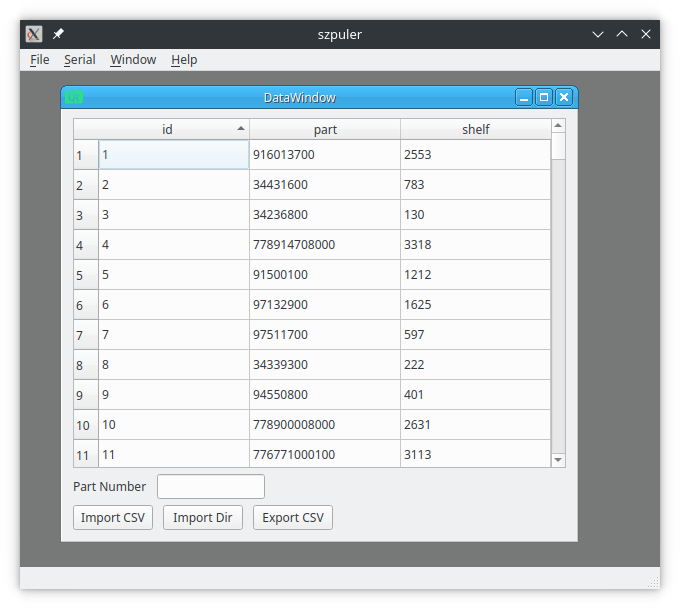 szpuler
File Serial Window Help
DataWindow
id part shelf
1 1 916013700 2553
2 2 34431600 783
3 3 34236800 130
4 4 778914708000 3318
5 5 91500100 1212
6 6 97132900 1625
7 7 97511700 597
8 8 34339300 222
9 9 94550800 401
10 10 778900008000 2631
11 11 776771000100 3113
Part Number
Import CSV Import Dir Export CSV